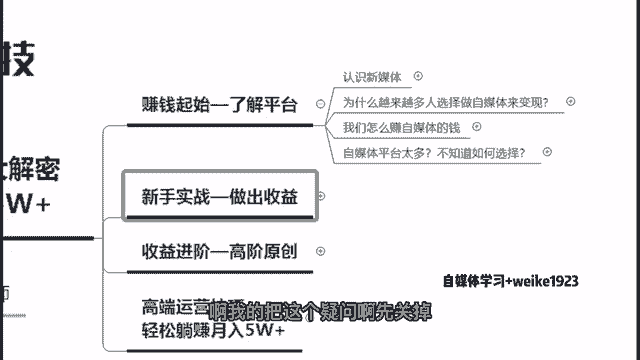 技
解密
W+
师
赚钱起始—了解平台
认识新媒体
为什么越来越多人选择做自媒体来变现?
我们怎么赚自媒体的钱
自媒体平台太多? 不知道如何选择?
新手实战—做出收益
收益进阶—高阶原创
高端运营
轻松躺赚月入5W+
自媒体学习+weike1923
啊我的把这个疑问啊先关掉